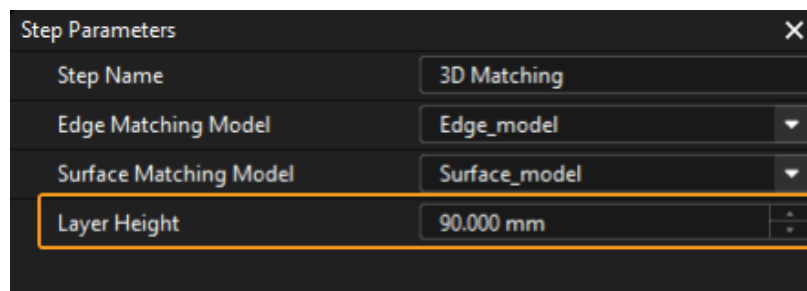 Step Parameters
Step Name 3D Matching
Edge Matching Model Edge_model
Surface Matching Model Surface_model
Layer Height 90.000 mm